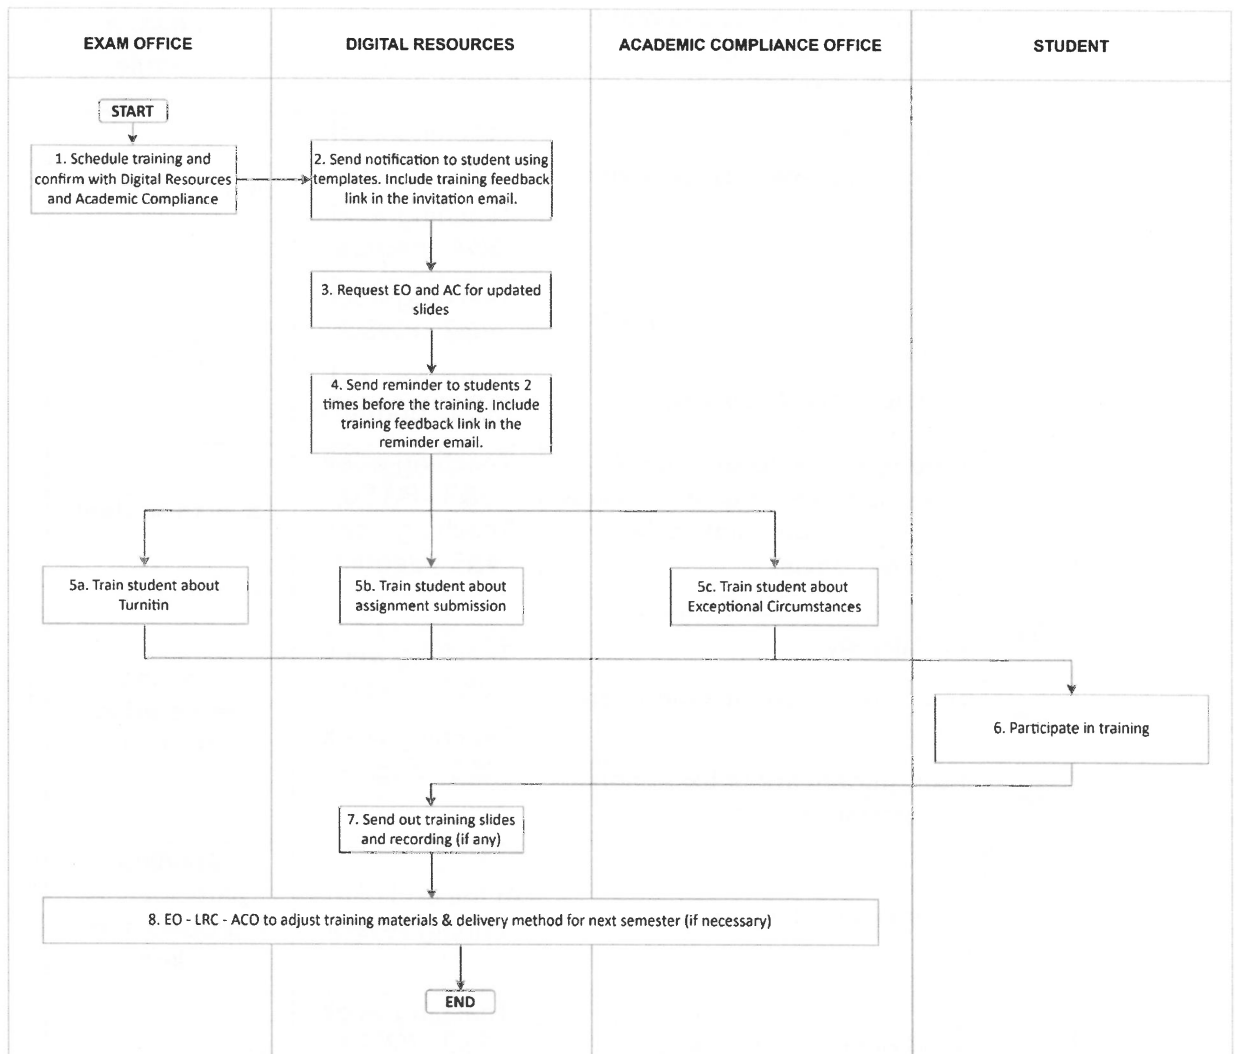 EXAM OFFICE
DIGITAL RESOURCES
ACADEMIC COMPLIANCE OFFICE
STUDENT
START
1. Schedule training and
confirm with Digital Resources
and Academic Compliance
2. Send notification to student using
templates. Include training feedback
link in the invitation email.
3. Request EO and AC for updated
slides
4. Send reminder to students 2
times before the training. Include
training feedback link in the
reminder email.
5a. Train student about
Turnitin
5b. Train student about
assignment submission
5c. Train student about
Exceptional Circumstances
6. Participate in training
7. Send out training slides
and recording (if any)
8. EO - LRC - ACO to adjust training materials & delivery method for next semester (if necessary)
END